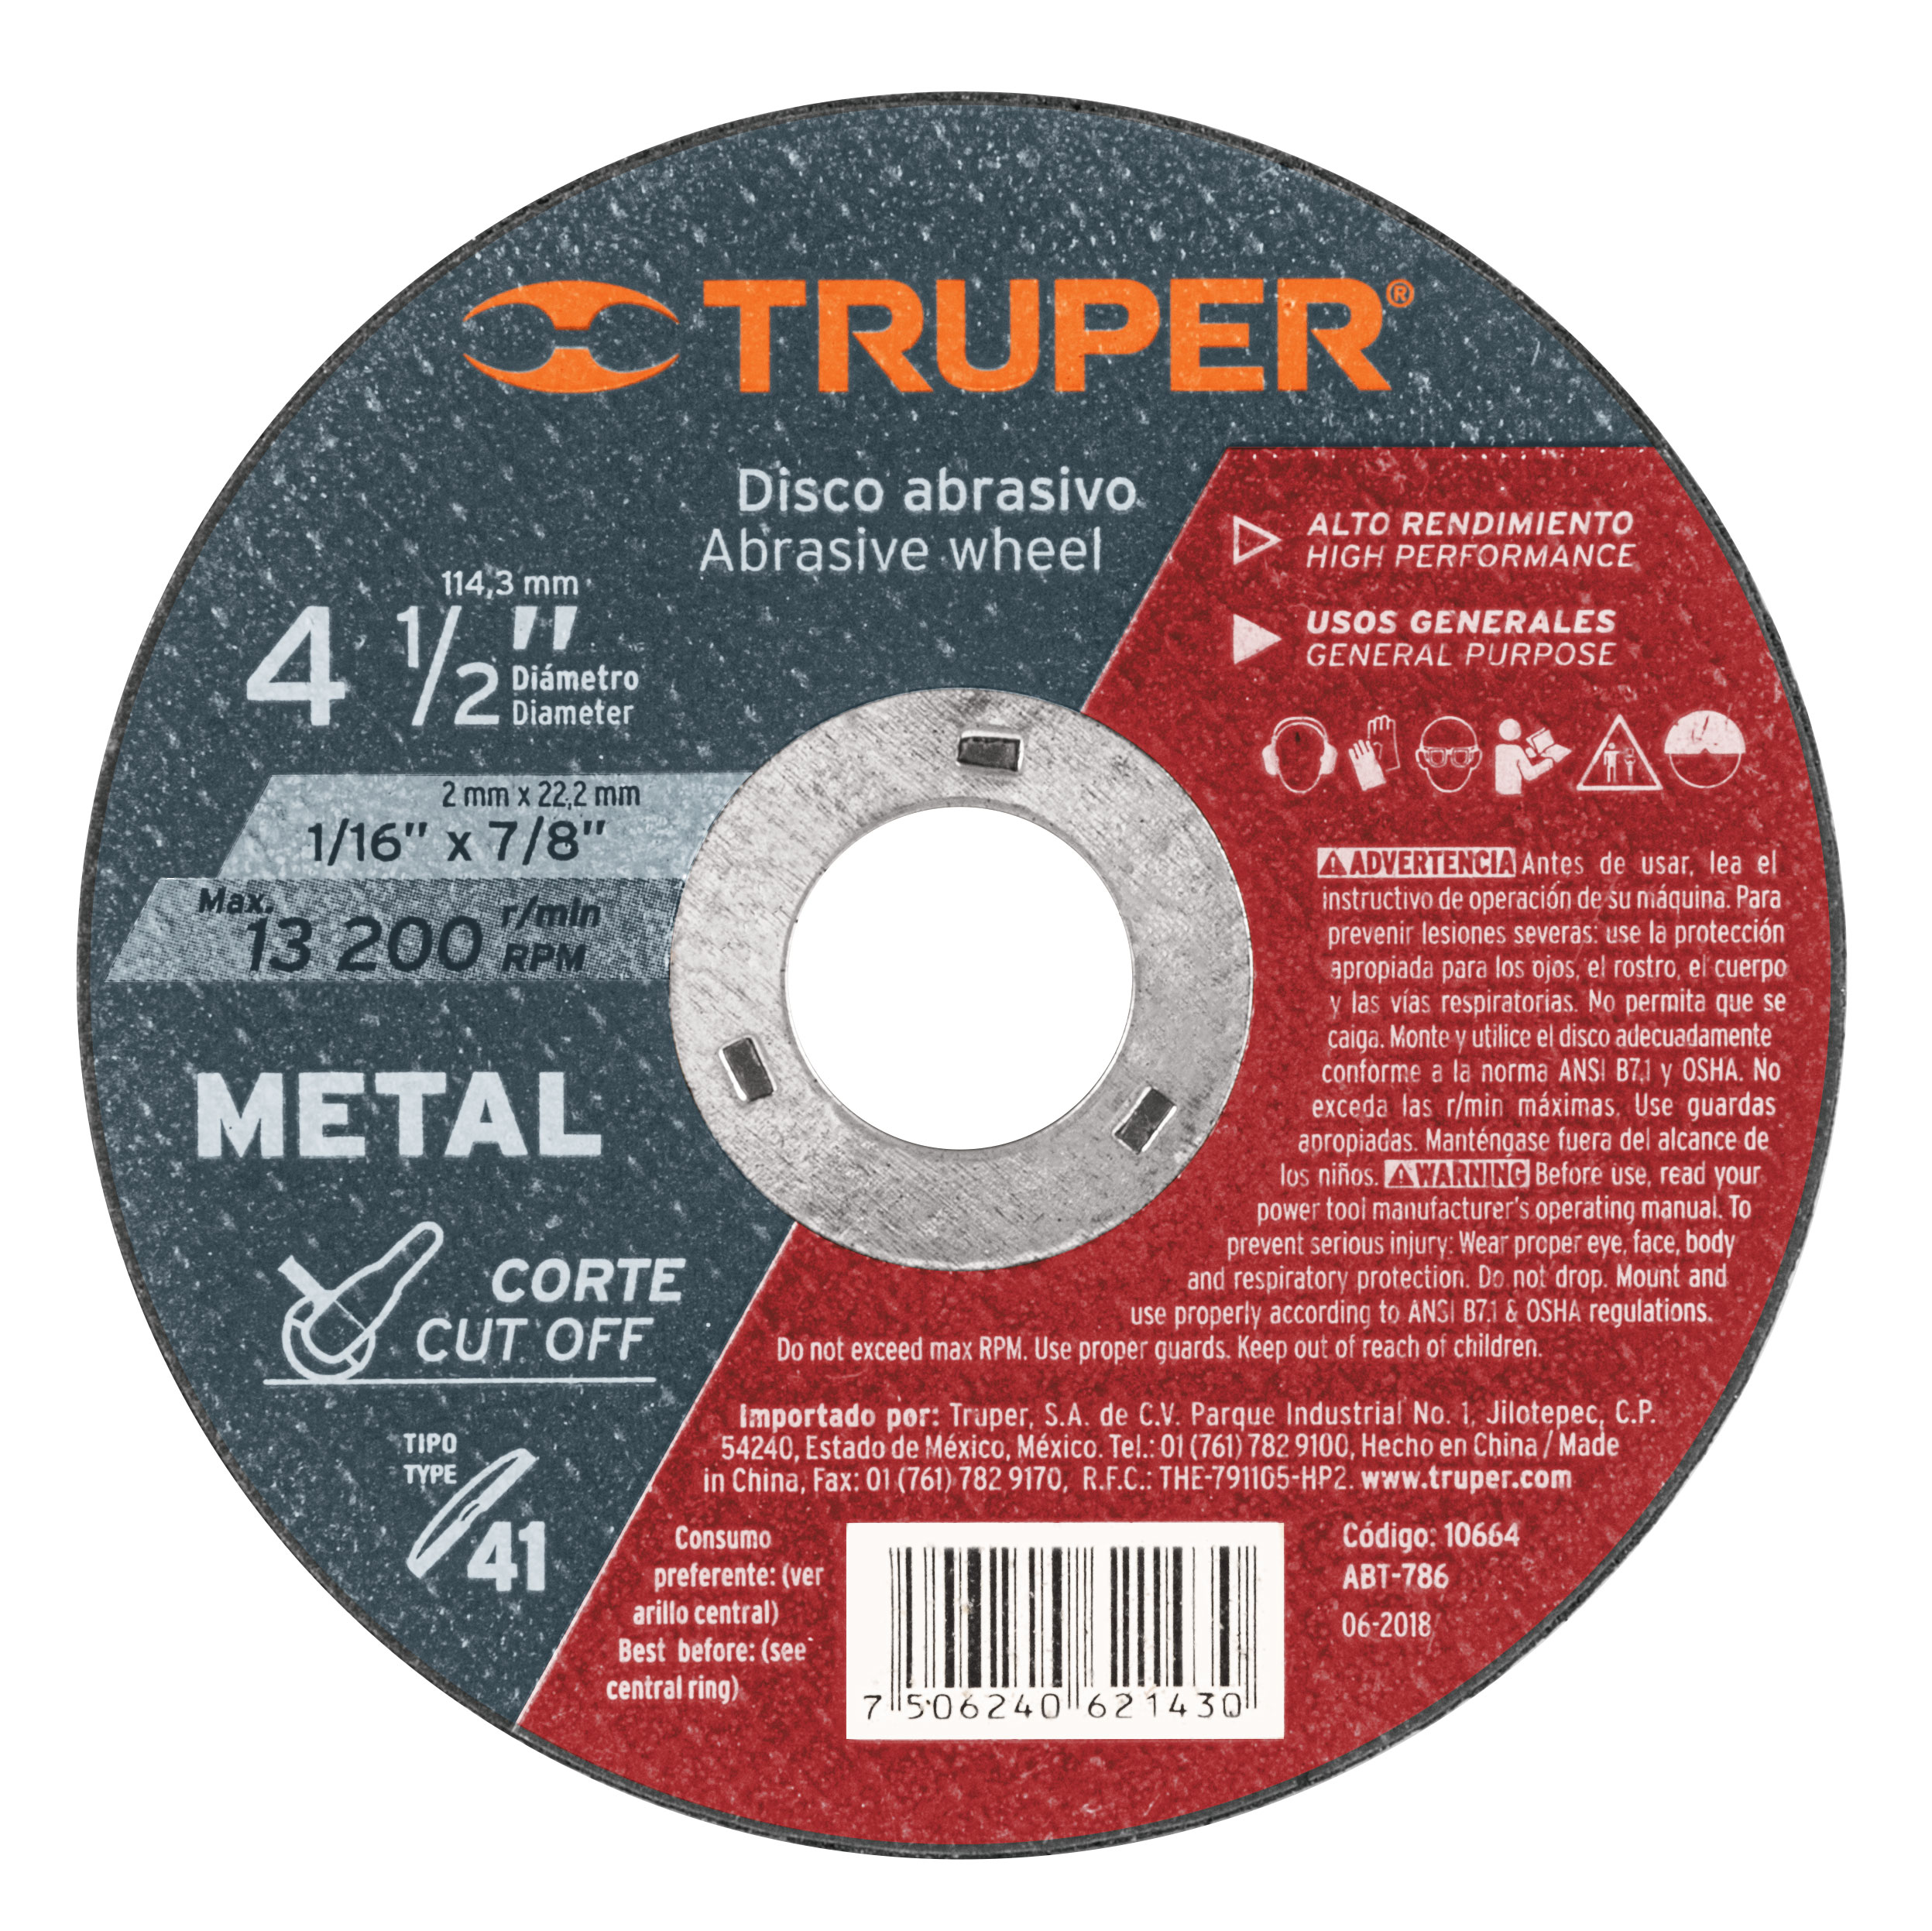 TRUPER®
Disco abrasivo
Abrasive wheel
114,3 mm
4 1/2"
Diámetro
Diameter
2 mm x 22,2 mm
1/16" x 7/8"
Max. 13 200 r/min
RPM
METAL
CORTE
CUT OFF
TIPO
TYPE
41
ALTO RENDIMIENTO
HIGH PERFORMANCE
USOS GENERALES
GENERAL PURPOSE
ADVERTENCIA Antes de usar, lea el
instructivo de operación de su máquina. Para
prevenir lesiones severas: use la protección
apropiada para los ojos, el rostro, el cuerpo
y las vías respiratorias. No permita que se
caiga. Monte y utilice el disco adecuadamente
conforme a la norma ANSI B7.1 y OSHA. No
exceda las r/min máximas. Use guardas
apropiadas. Manténgase fuera del alcance de
los niños. WARNING Before use, read your
power tool manufacturer's operating manual. To
prevent serious injury: Wear proper eye, face, body
and respiratory protection. Do not drop. Mount and
use properly according to ANSI B7.1 & OSHA regulations.
Do not exceed max RPM. Use proper guards. Keep out of reach of children.
Importado por: Truper, S.A. de C.V. Parque Industrial No. 1, Jilotepec, C.P.
54240, Estado de México, México. Tel.: 01 (761) 782 9100, Hecho en China / Made
in China, Fax: 01 (761) 782 9170, R.F.C.: THE-791105-HP2. www.truper.com
Consumo
preferente: (ver
arillo central)
Best before: (see
central ring)
7 506240 621430
Código: 10664
ABT-786
06-2018